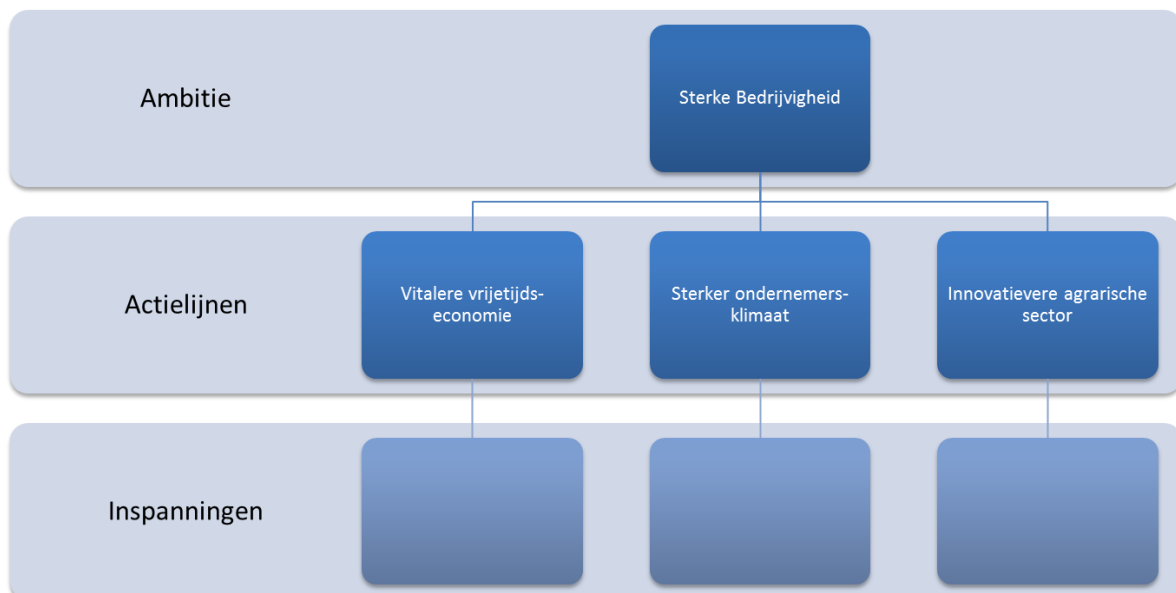 Ambitie
Sterke Bedrijvigheid
Actielijnen
Vitalere vrijetijds-
economie
Sterker ondernemers-
klimaat
Innovatievere agrarische
sector
Inspanningen